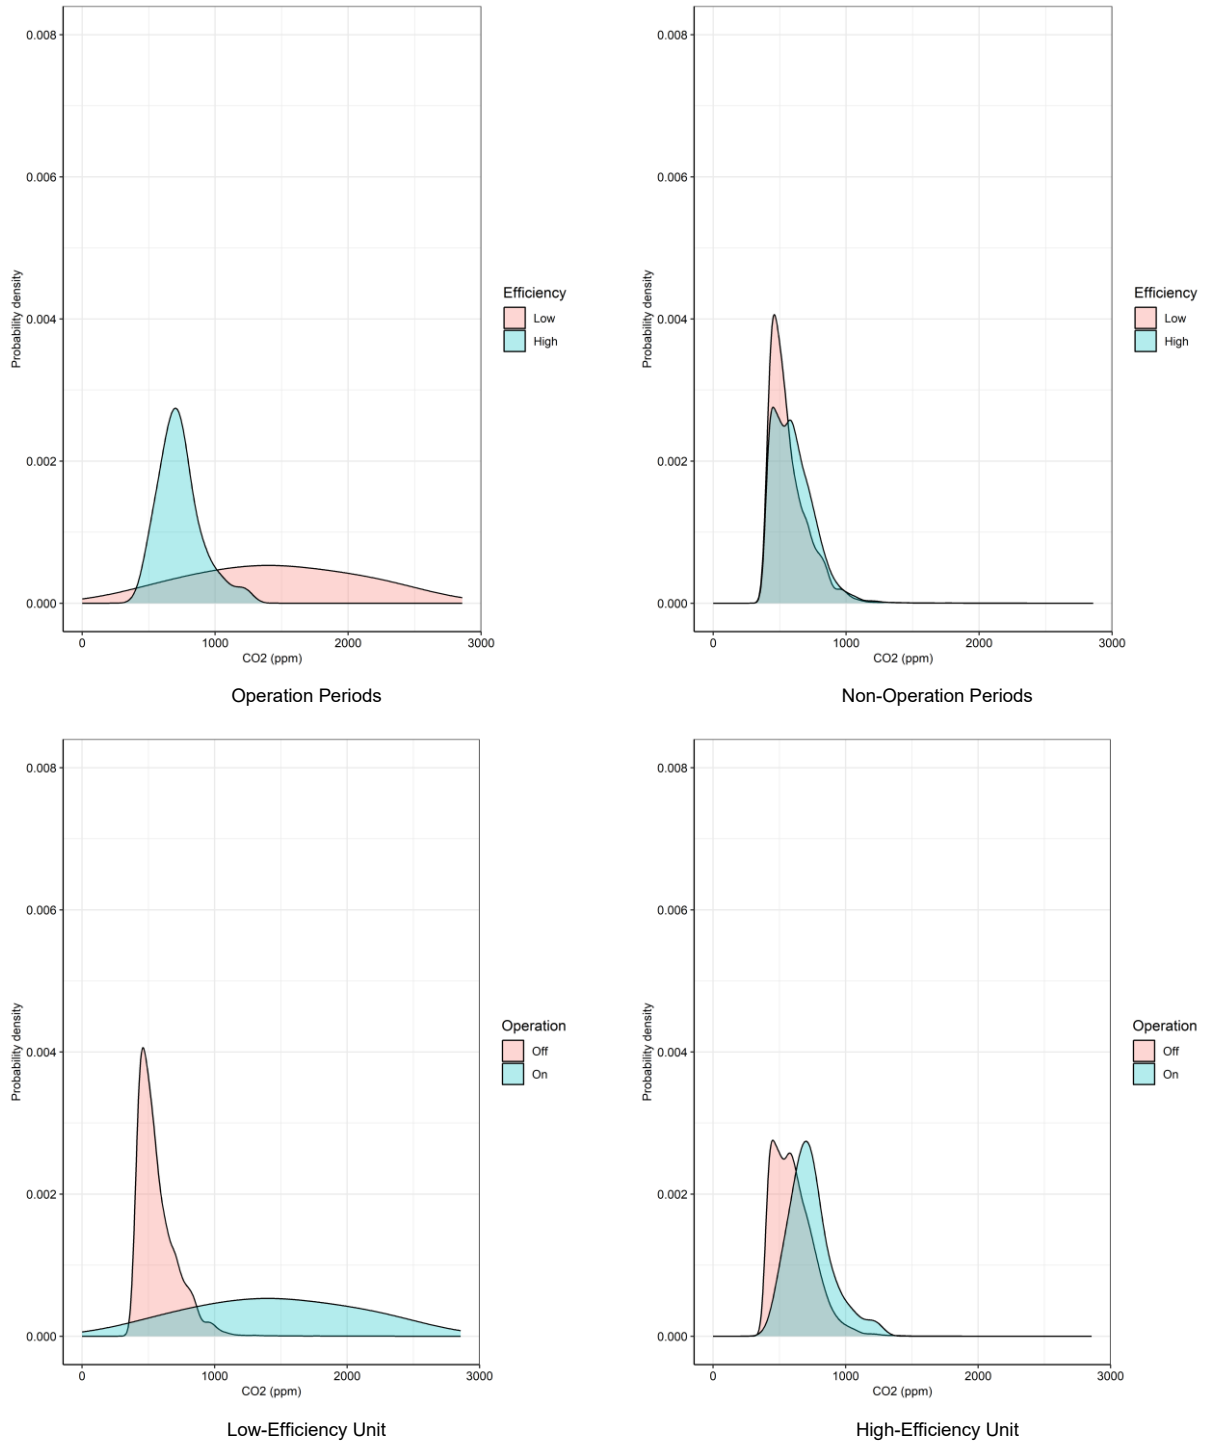 0.008
0.006
0.004
0.002
0.000
Probability density
0 1000 2000 3000
CO2 (ppm)
Efficiency
Low
High
Operation Periods
0.008
0.006
0.004
0.002
0.000
Probability density
0 1000 2000 3000
CO2 (ppm)
Efficiency
Low
High
Non-Operation Periods
0.008
0.006
0.004
0.002
0.000
Probability density
0 1000 2000 3000
CO2 (ppm)
Operation
Off
On
Low-Efficiency Unit
0.008
0.006
0.004
0.002
0.000
Probability density
0 1000 2000 3000
CO2 (ppm)
Operation
Off
On
High-Efficiency Unit